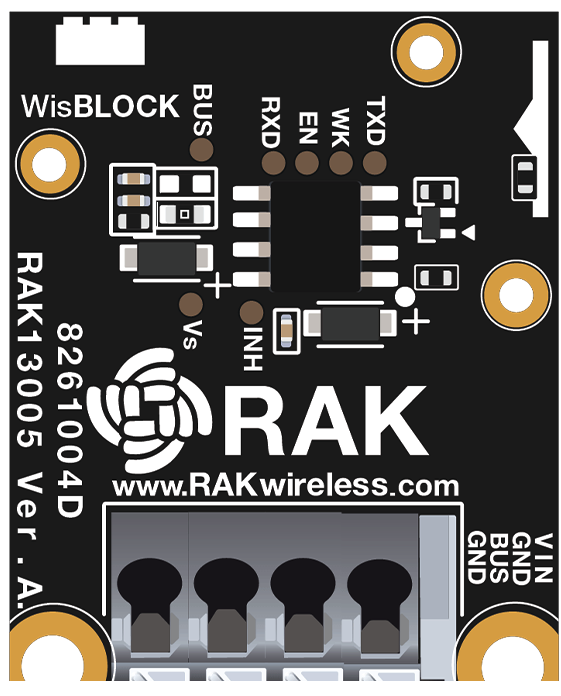 WisBLOCK
BUS
RXD
EN
WK
TXD
Vs
INH
RAK13005 Ver . A.
8261004D
RAK
www.RAKwireless.com
VIN
GND
BUS
GND